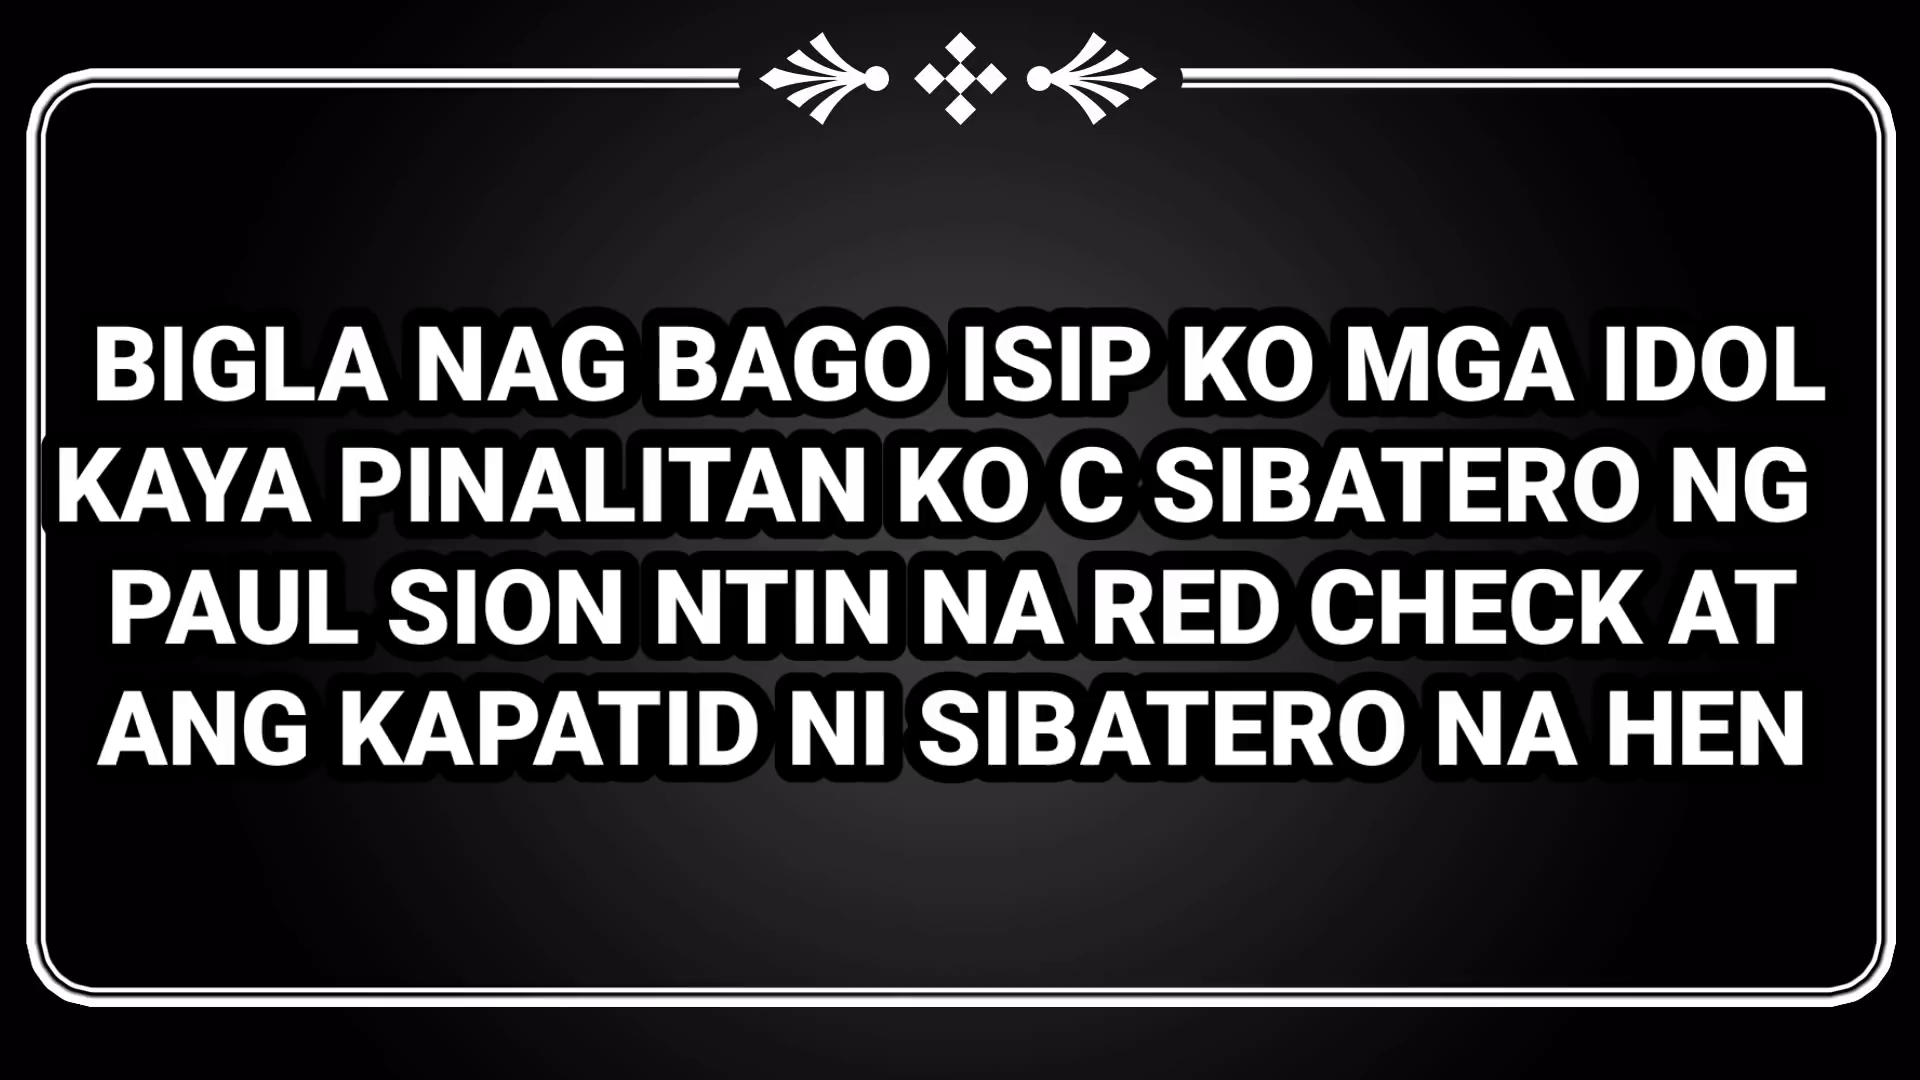 BIGLA NAG BAGO ISIP KO MGA IDOL
KAYA PINALITAN KO C SIBATERO NG
PAUL SION NTIN NA RED CHECK AT
ANG KAPATID NI SIBATERO NA HEN